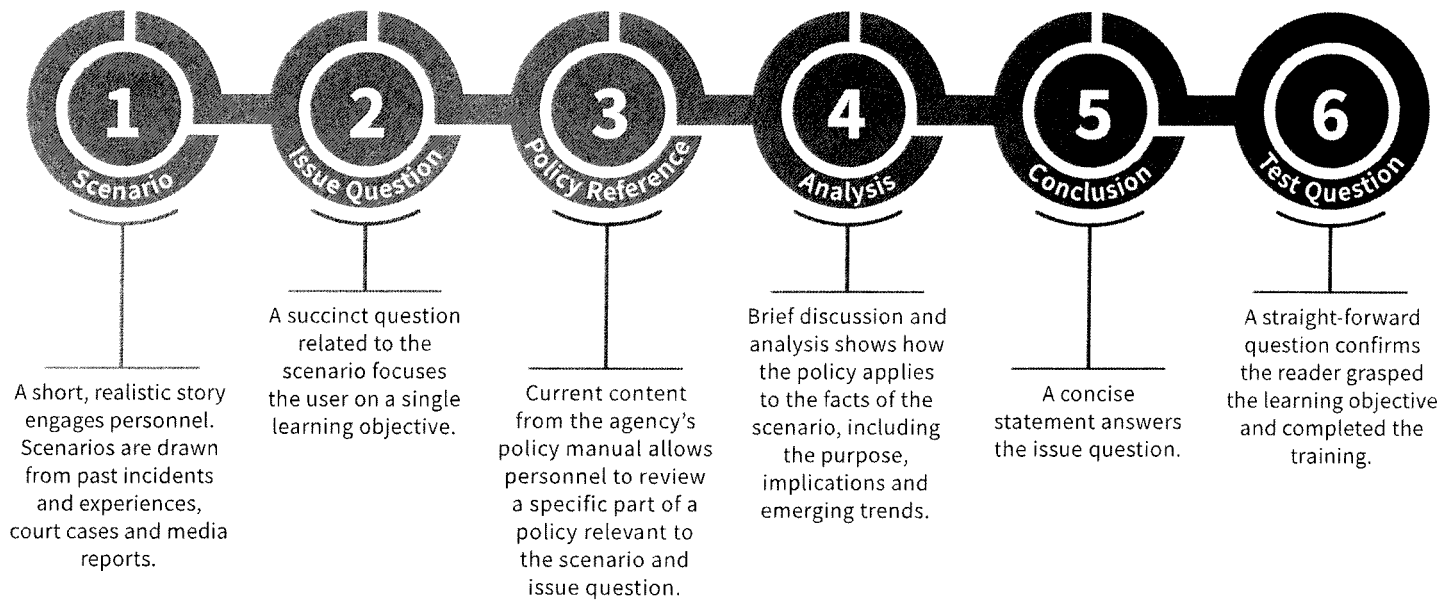 1
Scenario
A short, realistic story
engages personnel.
Scenarios are drawn
from past incidents
and experiences,
court cases and media
reports.
2
Issue Question
A succinct question
related to the
scenario focuses
the user on a single
learning objective.
3
Policy Reference
Current content
from the agency's
policy manual allows
personnel to review
a specific part of a
policy relevant to
the scenario and
issue question.
4
Analysis
Brief discussion and
analysis shows how
the policy applies
to the facts of the
scenario, including
the purpose,
implications and
emerging trends.
5
Conclusion
A concise
statement answers
the issue question.
6
Test Question
A straight-forward
question confirms
the reader grasped
the learning objective
and completed the
training.